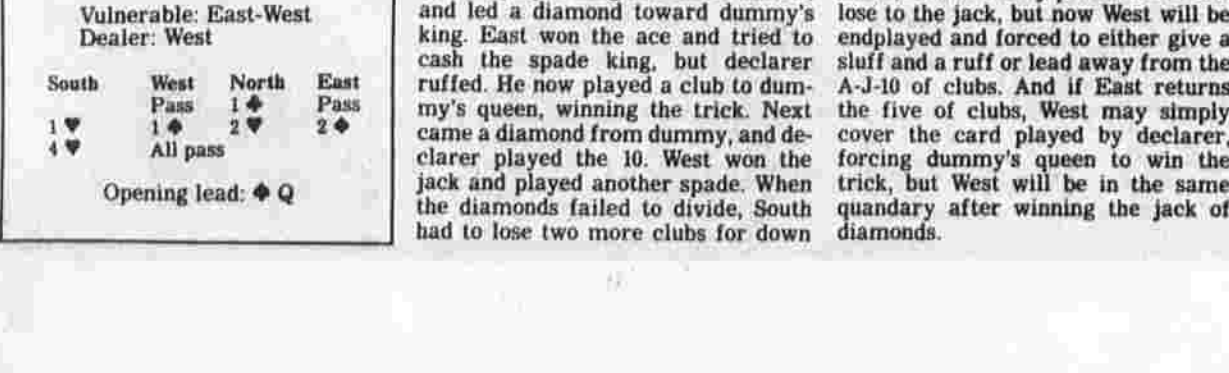 Vulnerable: East-West
Dealer: West
South West North East
Pass 1 ♣ Pass
1 ♥ 1 ♠ 2 ♥ 2 ♠
4 ♥ All pass
Opening lead: ♠ Q
and led a diamond toward dummy's
king. East won the ace and tried to
cash the spade king, but declarer
ruffed. He now played a club to dum-
my's queen, winning the trick. Next
came a diamond from dummy, and de-
clarer played the 10. West won the
jack and played another spade. When
the diamonds failed to divide, South
had to lose two more clubs for down
lose to the jack, but now West will be
endplayed and forced to either give a
sluff and a ruff or lead away from the
A-J-10 of clubs. And if East returns
the five of clubs, West may simply
cover the card played by declarer,
forcing dummy's queen to win the
trick, but West will be in the same
quandary after winning the jack of
diamonds.